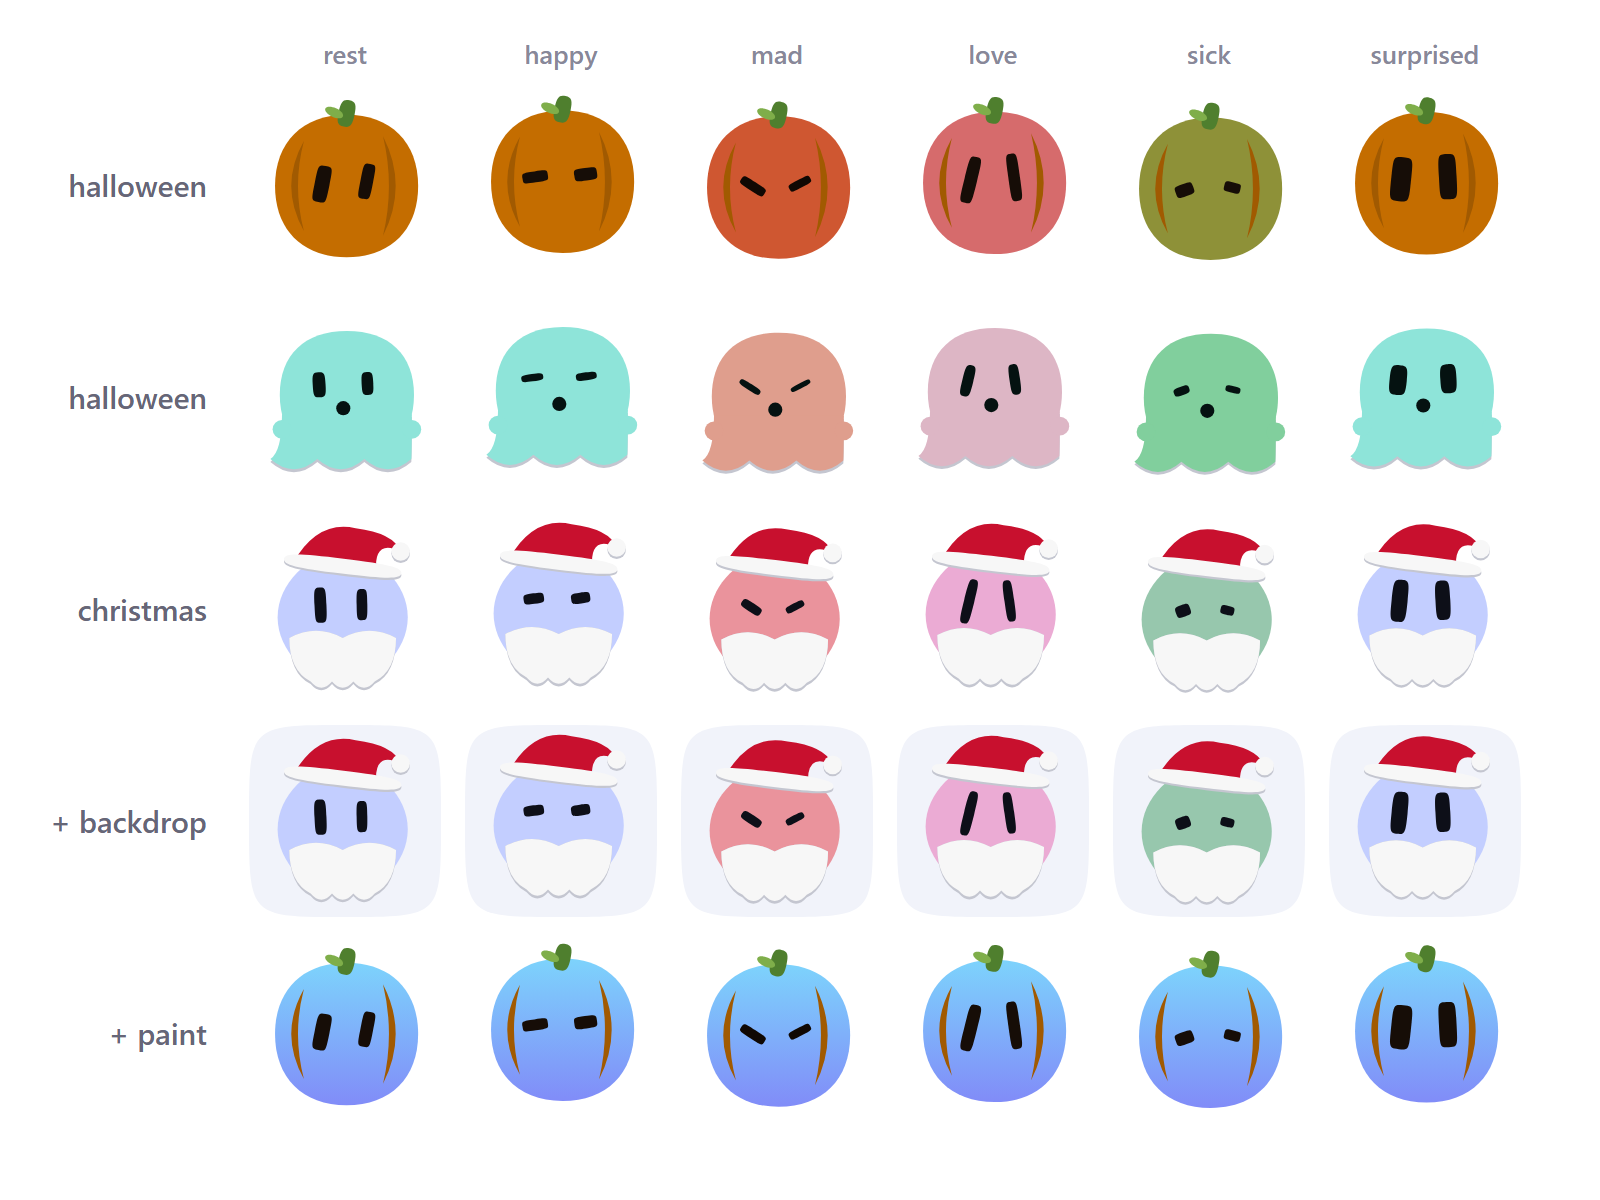 rest happy mad love sick surprised
halloween
halloween
christmas
+ backdrop
+ paint